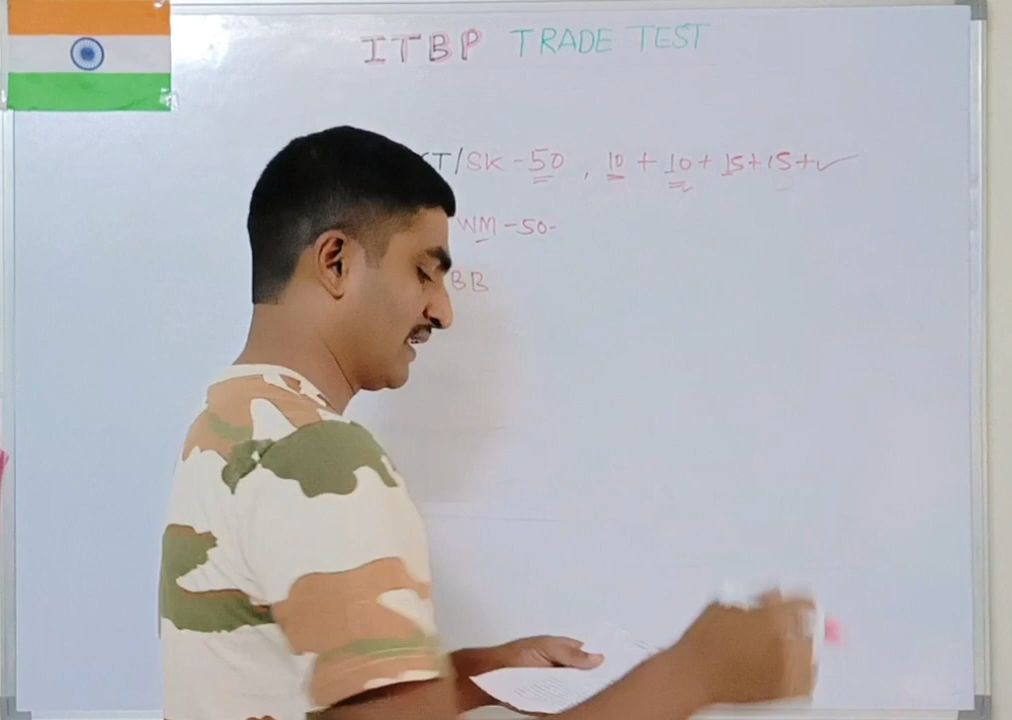 ITBP TRADE TEST
CT/SK - 50 , 10 + 10 + 15 + 15 + ✓
WM - 50 -
BB